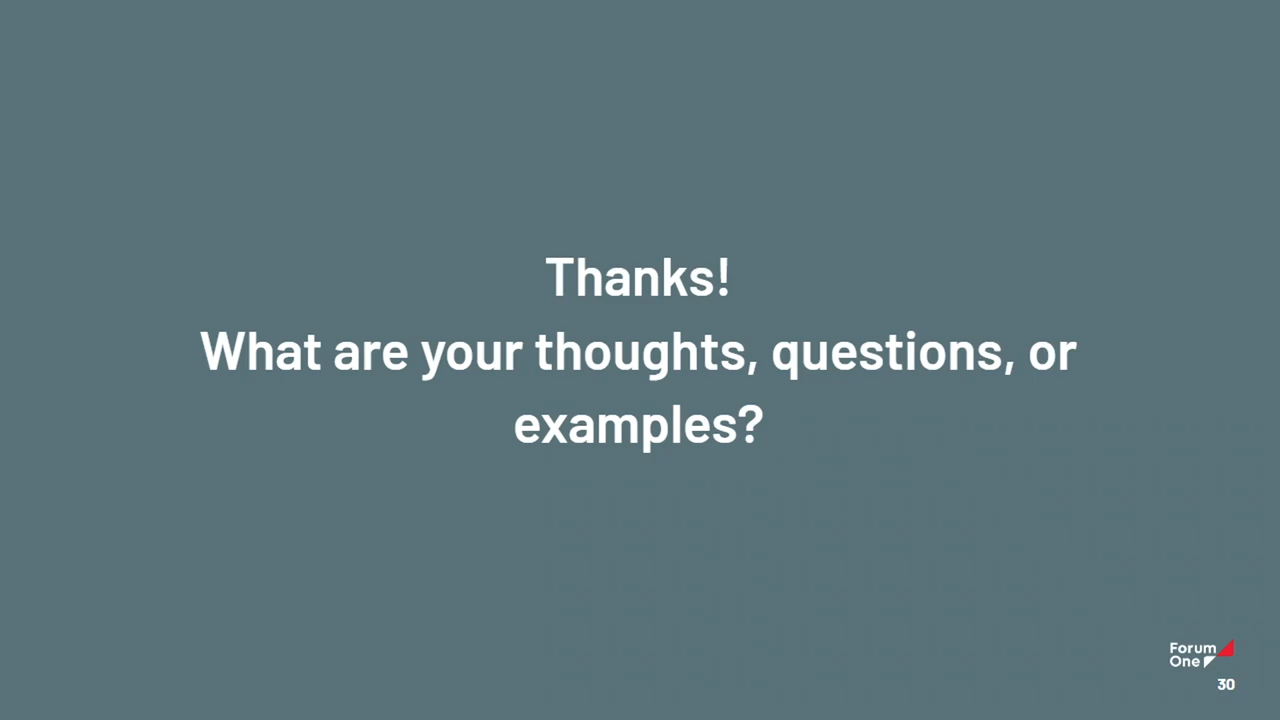 Thanks!
What are your thoughts, questions, or
examples?
Forum
One
30